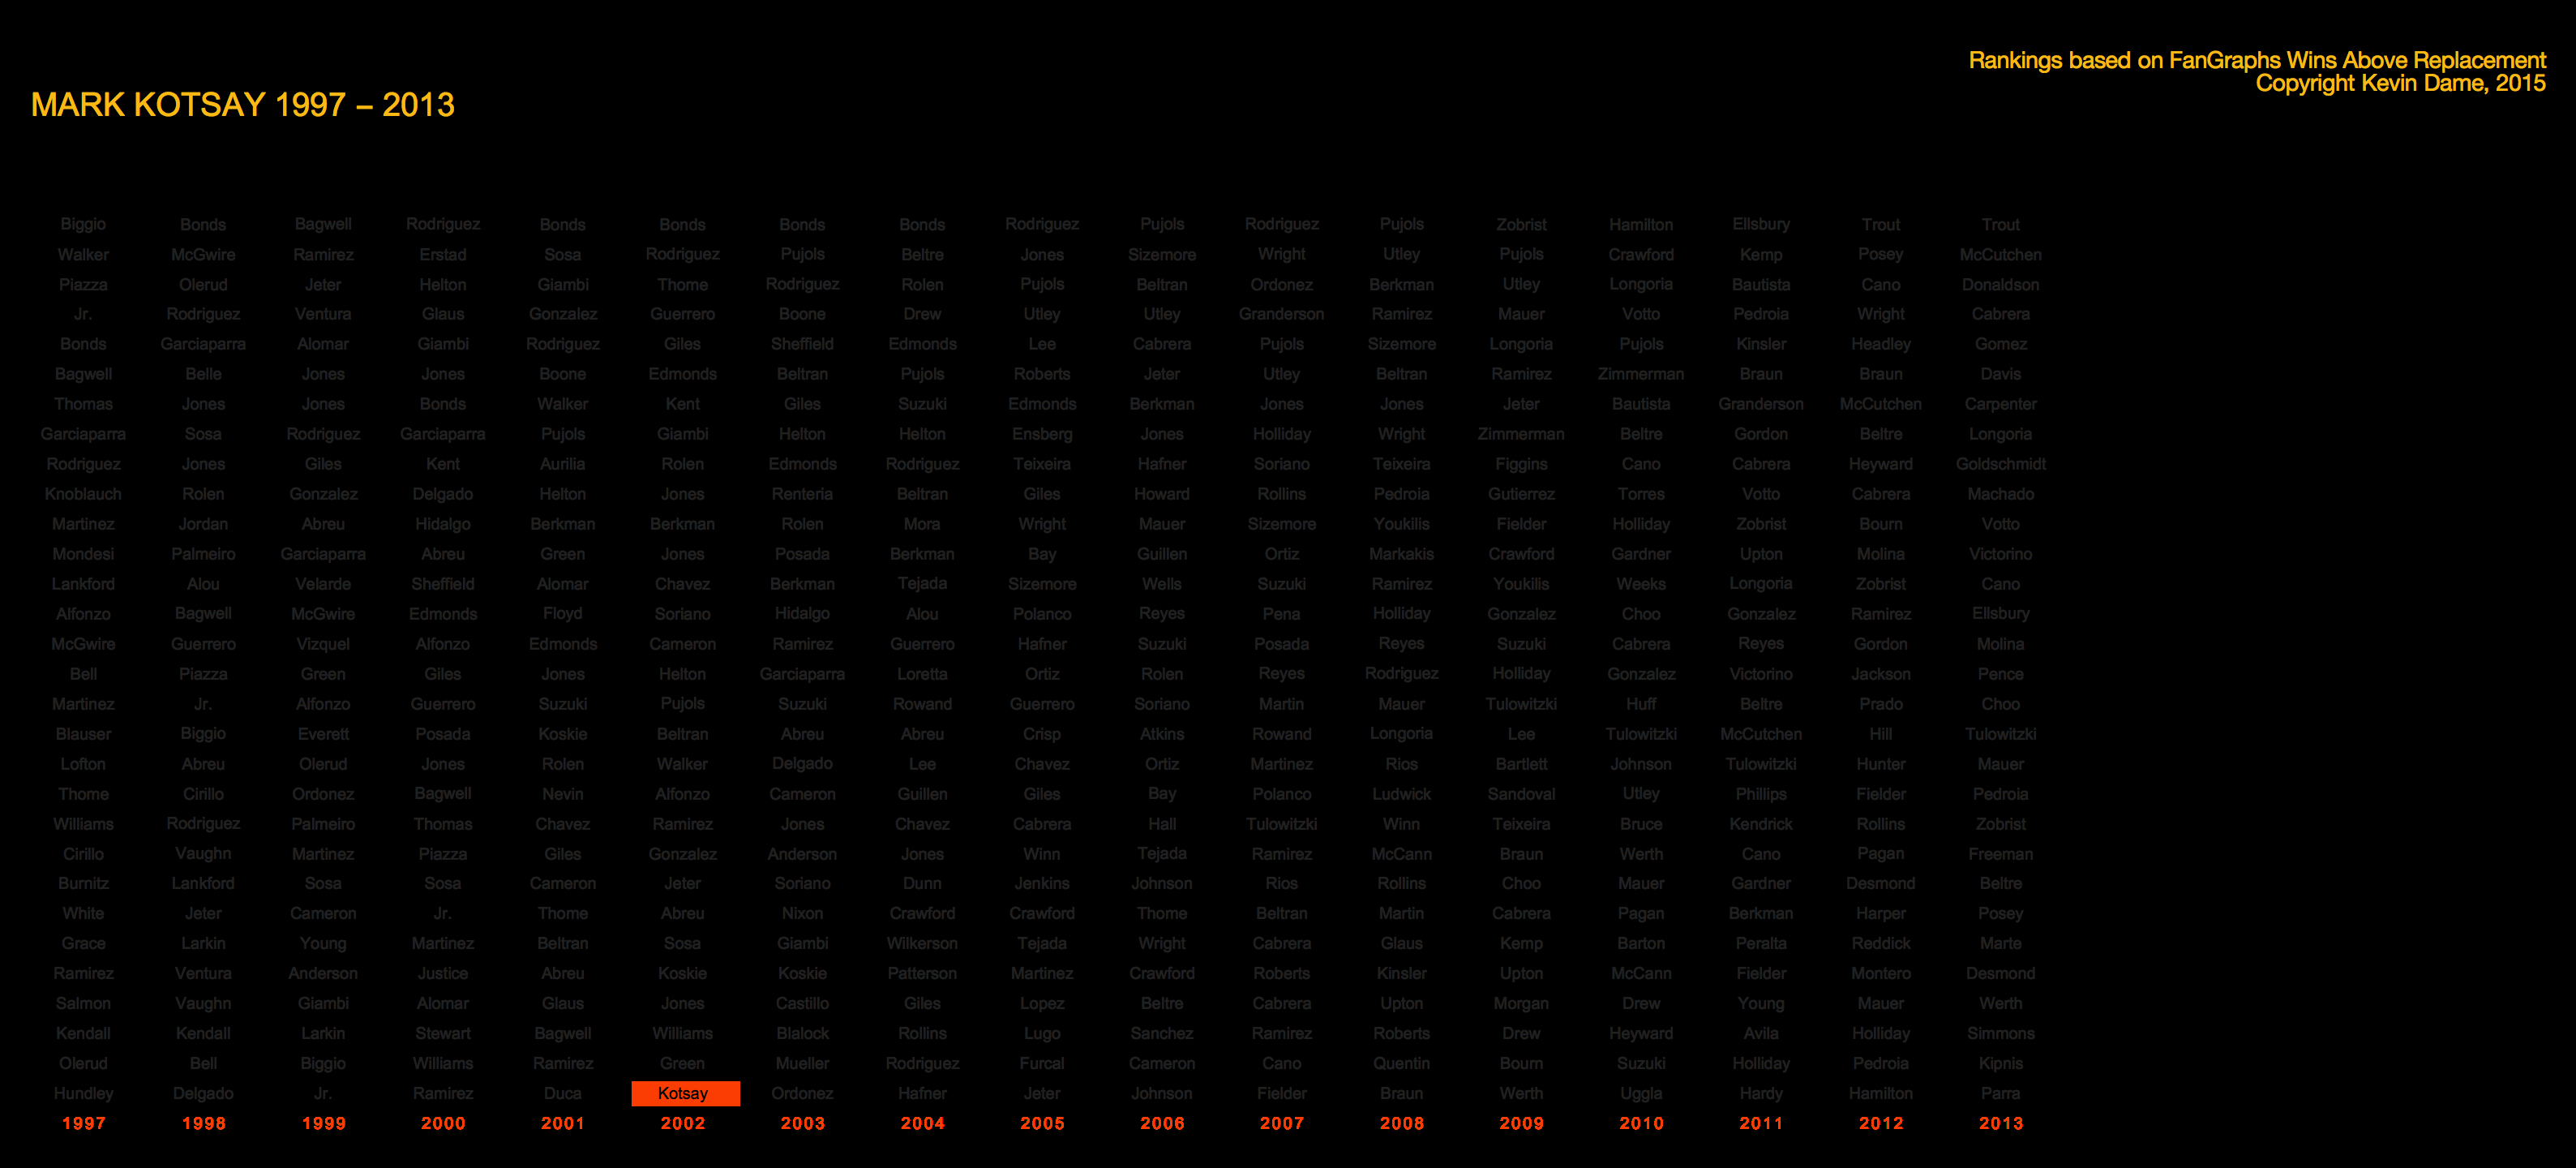 Rankings based on FanGraphs Wins Above Replacement
Copyright Kevin Dame, 2015
MARK KOTSAY 1997 – 2013
Biggio Bonds Bagwell Rodriguez Bonds Bonds Bonds Bonds Rodriguez Pujols Rodriguez Pujols Zobrist Hamilton Ellsbury Trout Trout
Walker McGwire Ramirez Erstad Sosa Rodriguez Pujols Beltre Jones Sizemore Wright Utley Pujols Crawford Kemp Posey McCutchen
Piazza Olerud Jeter Helton Giambi Thome Rodriguez Rolen Pujols Beltran Ordonez Berkman Utley Longoria Bautista Cano Donaldson
Jr. Rodriguez Ventura Glaus Gonzalez Guerrero Boone Drew Utley Utley Granderson Ramirez Mauer Votto Pedroia Wright Cabrera
Bonds Garciaparra Alomar Giambi Rodriguez Giles Sheffield Edmonds Lee Cabrera Pujols Sizemore Longoria Pujols Kinsler Headley Gomez
Bagwell Belle Jones Jones Boone Edmonds Beltran Pujols Roberts Jeter Utley Beltran Ramirez Zimmerman Braun Braun Davis
Thomas Jones Jones Bonds Walker Kent Giles Suzuki Edmonds Berkman Jones Jones Jeter Bautista Granderson McCutchen Carpenter
Garciaparra Sosa Rodriguez Garciaparra Pujols Giambi Helton Helton Ensberg Jones Holliday Wright Zimmerman Beltre Gordon Beltre Longoria
Rodriguez Jones Giles Kent Aurilia Rolen Edmonds Rodriguez Teixeira Hafner Soriano Teixeira Figgins Cano Cabrera Heyward Goldschmidt
Knoblauch Rolen Gonzalez Delgado Helton Jones Renteria Beltran Giles Howard Rollins Pedroia Gutierrez Torres Votto Cabrera Machado
Martinez Jordan Abreu Hidalgo Berkman Berkman Rolen Mora Wright Mauer Sizemore Youkilis Fielder Holliday Zobrist Bourn Votto
Mondesi Palmeiro Garciaparra Abreu Green Jones Posada Berkman Bay Guillen Ortiz Markakis Crawford Gardner Upton Molina Victorino
Lankford Alou Velarde Sheffield Alomar Chavez Berkman Tejada Sizemore Wells Suzuki Ramirez Youkilis Weeks Longoria Zobrist Cano
Alfonzo Bagwell McGwire Edmonds Floyd Soriano Hidalgo Alou Polanco Reyes Pena Holliday Gonzalez Choo Gonzalez Ramirez Ellsbury
McGwire Guerrero Vizquel Alfonzo Edmonds Cameron Ramirez Guerrero Hafner Suzuki Posada Reyes Suzuki Cabrera Reyes Gordon Molina
Bell Piazza Green Giles Jones Helton Garciaparra Loretta Ortiz Rolen Reyes Rodriguez Holliday Gonzalez Victorino Jackson Pence
Martinez Jr. Alfonzo Guerrero Suzuki Pujols Suzuki Rowand Guerrero Soriano Martin Mauer Tulowitzki Huff Beltre Prado Choo
Blauser Biggio Everett Posada Koskie Beltran Abreu Abreu Crisp Atkins Rowand Longoria Lee Tulowitzki McCutchen Hill Tulowitzki
Lofton Abreu Olerud Jones Rolen Walker Delgado Lee Chavez Ortiz Martinez Rios Bartlett Johnson Tulowitzki Hunter Mauer
Thome Cirillo Ordonez Bagwell Nevin Alfonzo Cameron Guillen Giles Bay Polanco Ludwick Sandoval Utley Phillips Fielder Pedroia
Williams Rodriguez Palmeiro Thomas Chavez Ramirez Jones Chavez Cabrera Hall Tulowitzki Winn Teixeira Bruce Kendrick Rollins Zobrist
Cirillo Vaughn Martinez Piazza Giles Gonzalez Anderson Jones Winn Tejada Ramirez McCann Braun Werth Cano Pagan Freeman
Burnitz Lankford Sosa Sosa Cameron Jeter Soriano Dunn Jenkins Johnson Rios Rollins Choo Mauer Gardner Desmond Beltre
White Jeter Cameron Jr. Thome Abreu Nixon Crawford Crawford Thome Beltran Martin Cabrera Pagan Berkman Harper Posey
Grace Larkin Young Martinez Beltran Sosa Giambi Wilkerson Tejada Wright Cabrera Glaus Kemp Barton Peralta Reddick Marte
Ramirez Ventura Anderson Justice Abreu Koskie Koskie Patterson Martinez Crawford Roberts Kinsler Upton McCann Fielder Montero Desmond
Salmon Vaughn Giambi Alomar Glaus Jones Castillo Giles Lopez Beltre Cabrera Upton Morgan Drew Young Mauer Werth
Kendall Kendall Larkin Stewart Bagwell Williams Blalock Rollins Lugo Sanchez Ramirez Roberts Drew Heyward Avila Holliday Simmons
Olerud Bell Biggio Williams Ramirez Green Mueller Rodriguez Furcal Cameron Cano Quentin Bourn Suzuki Holliday Pedroia Kipnis
Hundley Delgado Jr. Ramirez Duca Kotsay Ordonez Hafner Jeter Johnson Fielder Braun Werth Uggla Hardy Hamilton Parra
1997 1998 1999 2000 2001 2002 2003 2004 2005 2006 2007 2008 2009 2010 2011 2012 2013